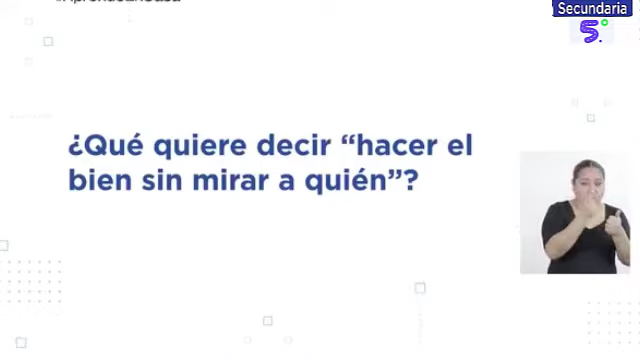 Secundaria
5°
¿Qué quiere decir “hacer el
bien sin mirar a quién”?